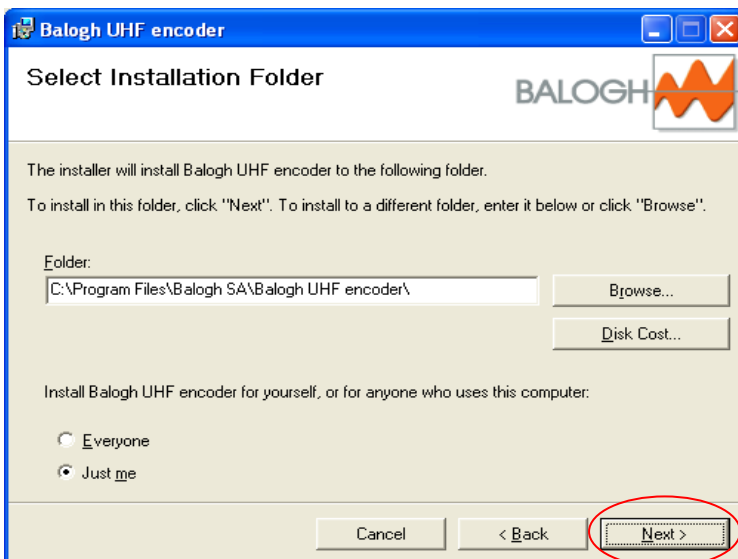 Balogh UHF encoder
Select Installation Folder
BALOGH
The installer will install Balogh UHF encoder to the following folder.
To install in this folder, click "Next". To install to a different folder, enter it below or click "Browse".
Folder:
C:\Program Files\Balogh SA\Balogh UHF encoder\
Browse...
Disk Cost...
Install Balogh UHF encoder for yourself, or for anyone who uses this computer:
Everyone
Just me
Cancel
< Back
Next >